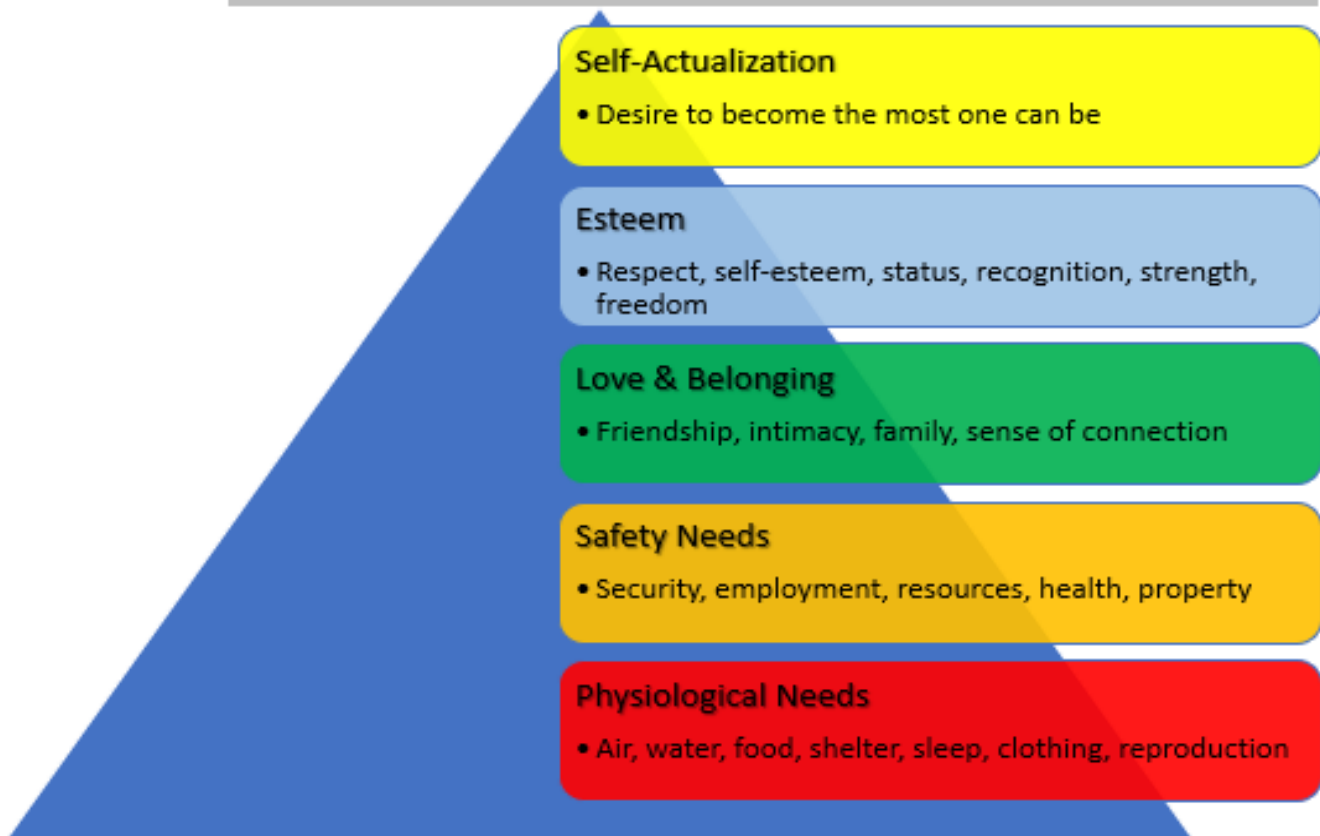 Self-Actualization
• Desire to become the most one can be
Esteem
• Respect, self-esteem, status, recognition, strength,
freedom
Love & Belonging
• Friendship, intimacy, family, sense of connection
Safety Needs
• Security, employment, resources, health, property
Physiological Needs
• Air, water, food, shelter, sleep, clothing, reproduction